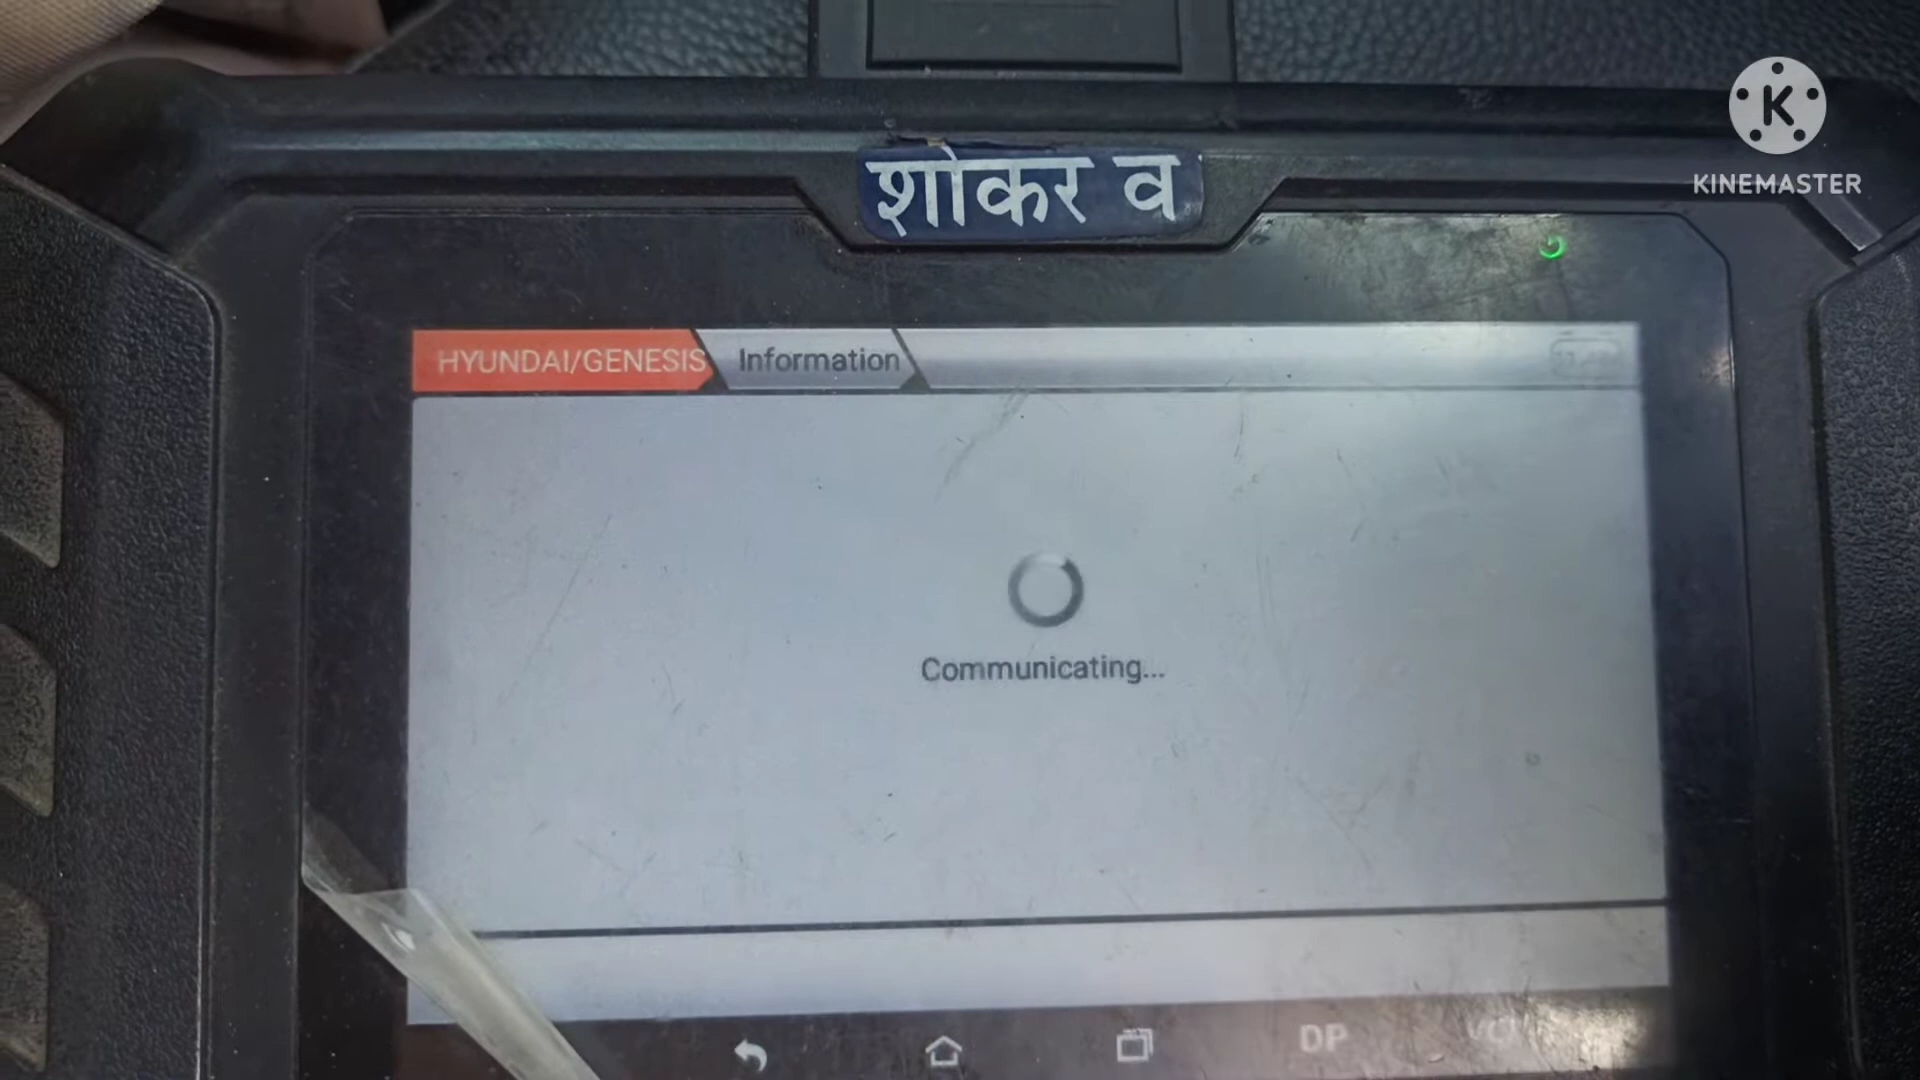 K
KINEMASTER
शोकर व
HYUNDAI/GENESIS
Information
Communicating...
DP